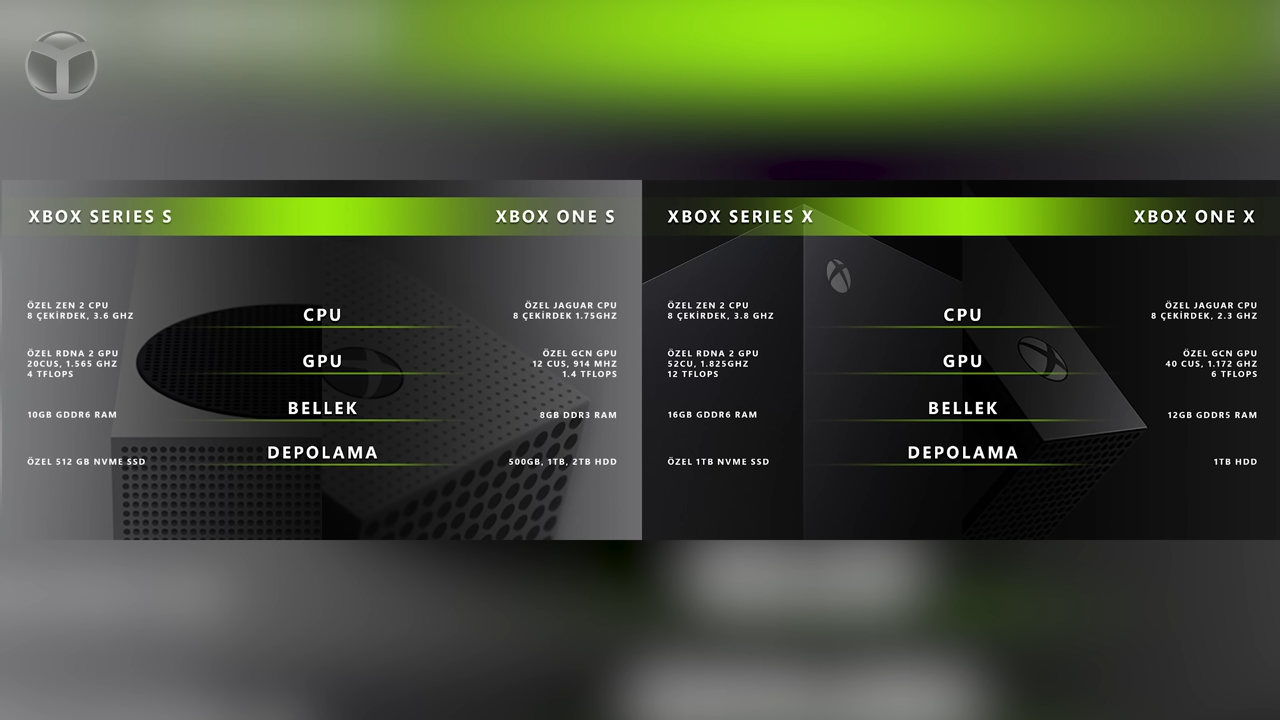 XBOX SERIES S
XBOX ONE S
ÖZEL ZEN 2 CPU
8 ÇEKİRDEK, 3.6 GHZ
CPU
ÖZEL JAGUAR CPU
8 ÇEKİRDEK 1.75GHZ
ÖZEL RDNA 2 GPU
20CUS, 1.565 GHZ
4 TFLOPS
GPU
ÖZEL GCN GPU
12 CUS, 914 MHZ
1.4 TFLOPS
10GB GDDR6 RAM
BELLEK
8GB DDR3 RAM
ÖZEL 512 GB NVME SSD
DEPOLAMA
500GB, 1TB, 2TB HDD
XBOX SERIES X
XBOX ONE X
ÖZEL ZEN 2 CPU
8 ÇEKİRDEK, 3.8 GHZ
CPU
ÖZEL JAGUAR CPU
8 ÇEKİRDEK, 2.3 GHZ
ÖZEL RDNA 2 GPU
52CU, 1.825GHZ
12 TFLOPS
GPU
ÖZEL GCN GPU
40 CUS, 1.172 GHZ
6 TFLOPS
16GB GDDR6 RAM
BELLEK
12GB GDDR5 RAM
ÖZEL 1TB NVME SSD
DEPOLAMA
1TB HDD